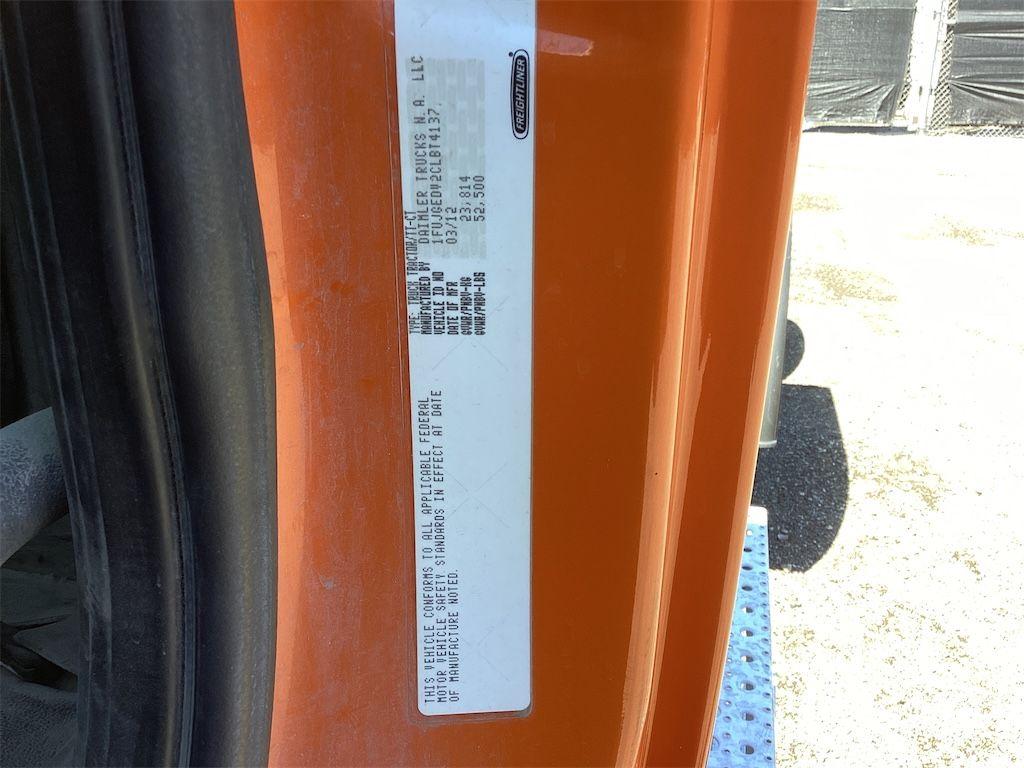 THIS VEHICLE CONFORMS TO ALL APPLICABLE FEDERAL
MOTOR VEHICLE SAFETY STANDARDS IN EFFECT AT DATE
OF MANUFACTURE NOTED.
TYPE: TRUCK TRACTOR/TT-CT
MANUFACTURED BY DAIMLER TRUCKS N.A. LLC
VEHICLE ID NO 1FUJGEDV2CLBT4137
DATE OF MFR 03/12
GVWR/PNBV-KG 23,814
GVWR/PNBV-LBS 52,500
FREIGHTLINER